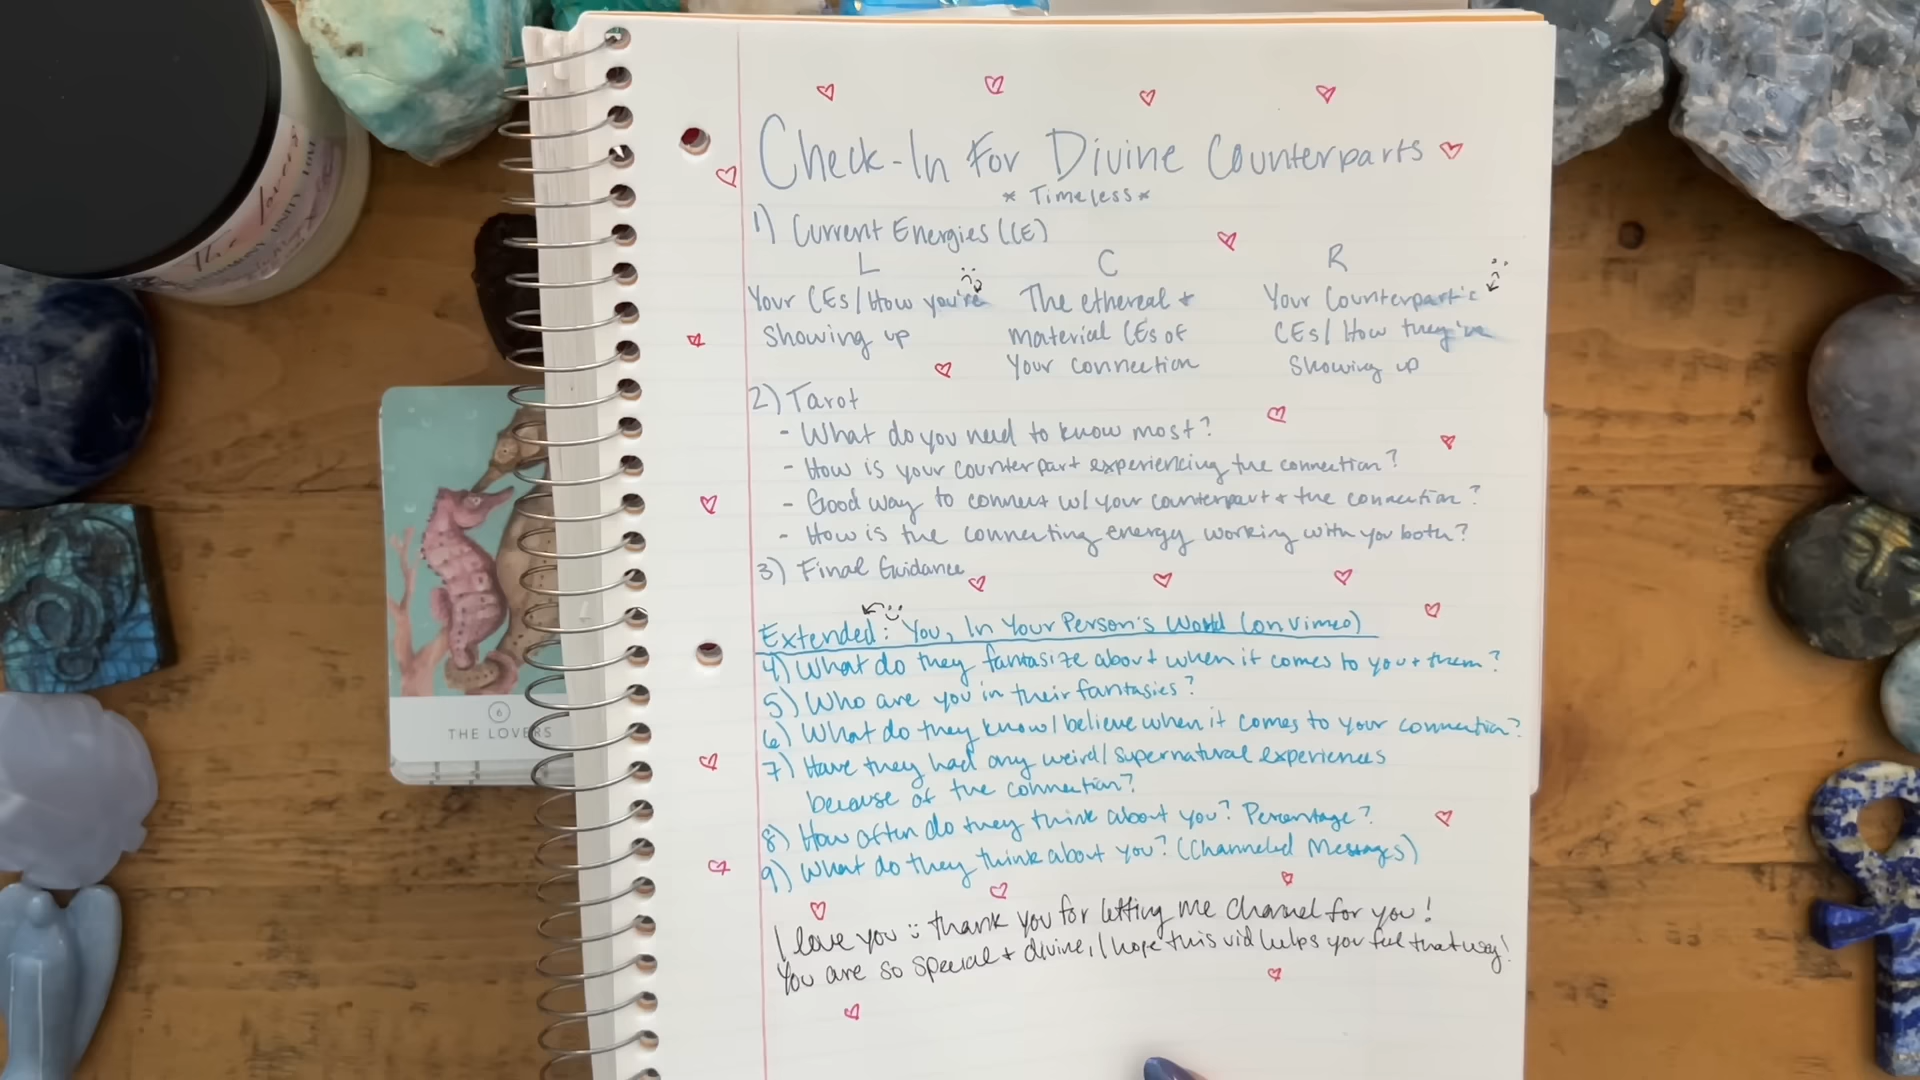 Check-In For Divine Counterparts
* Timeless *
1) Current Energies (CE)
L C R
Your CEs/How you're The ethereal + Your Counterpart's
showing up material CEs of CEs/How they're
Your connection showing up
2) Tarot
- What do you need to know most?
- How is your counterpart experiencing the connection?
- Good way to connect w/ your counterpart + the connection?
- How is the connecting energy working with you both?
3) Final Guidance
Extended: You, In Your Person's World (on Vimeo)
4) What do they fantasize about when it comes to you + them?
5) Who are you in their fantasies?
6) What do they know/believe when it comes to your connection?
7) Have they had any weird/supernatural experiences
because of the connection?
8) How often do they think about you? Percentage?
9) What do they think about you? (Channeled Messages)
I love you thank you for letting me channel for you!
You are so special + divine, I hope this vid helps you feel that way!
The Lovers
6
THE LOVERS